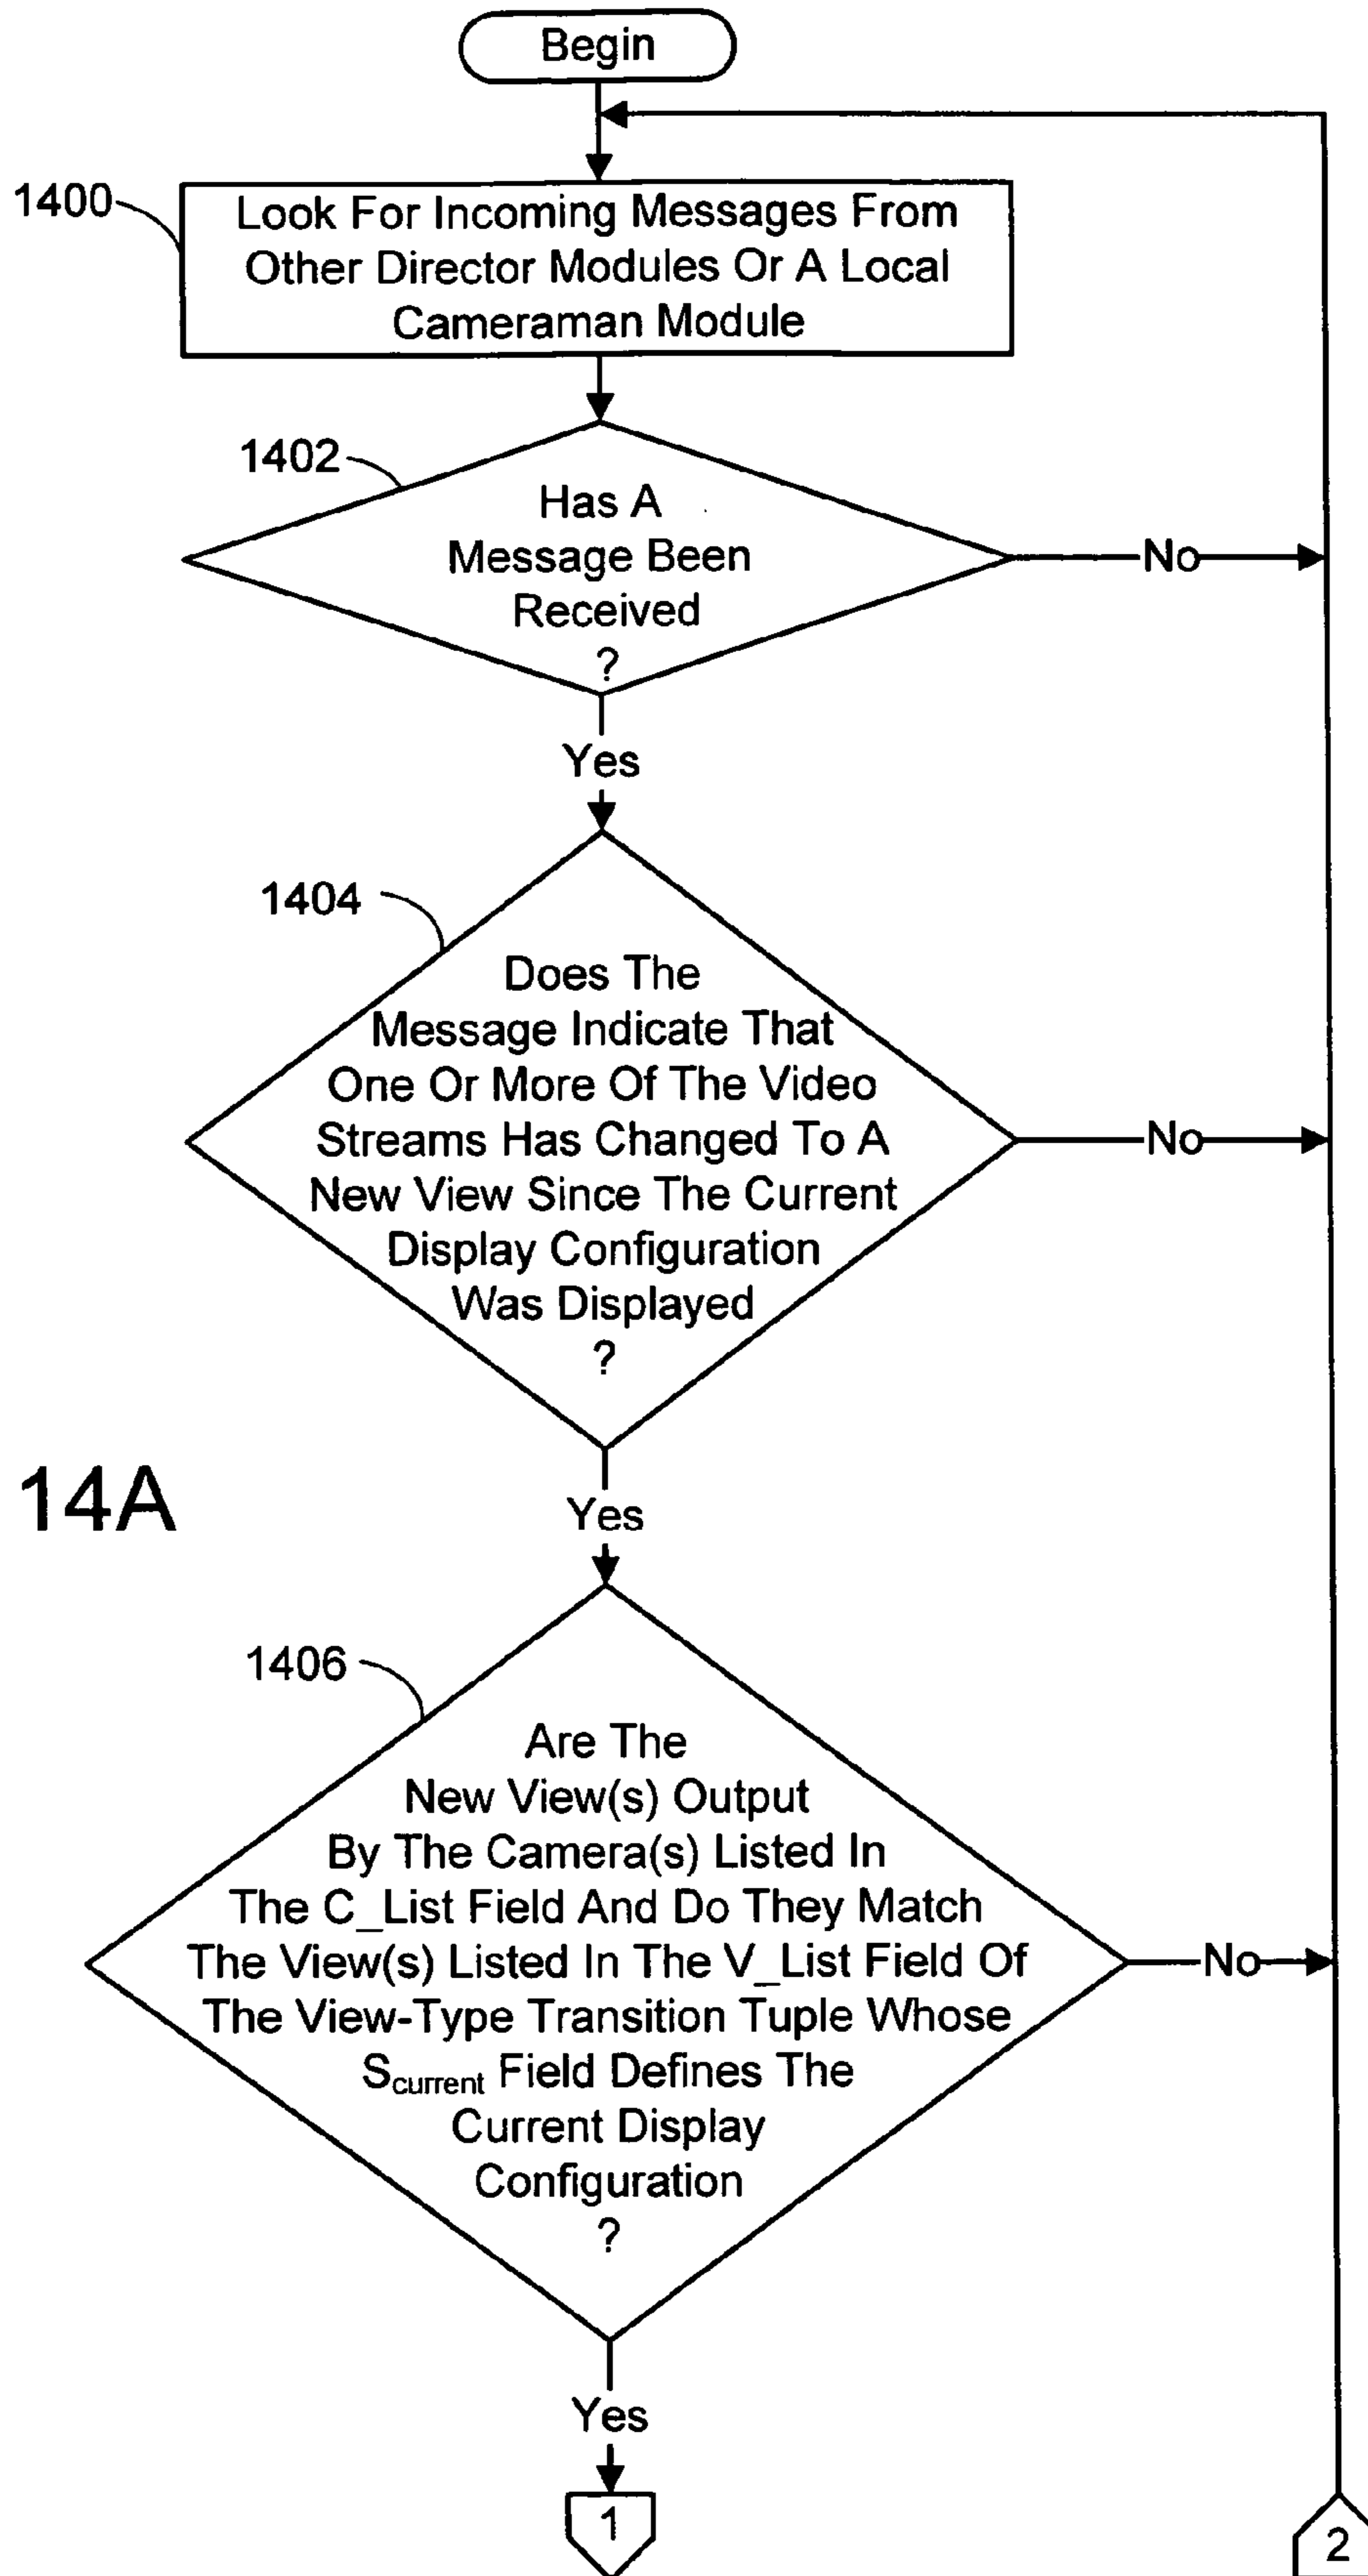 Begin
1400
Look For Incoming Messages From
Other Director Modules Or A Local
Cameraman Module
1402
Has A
Message Been
Received
?
No
Yes
1404
Does The
Message Indicate That
One Or More Of The Video
Streams Has Changed To A
New View Since The Current
Display Configuration
Was Displayed
?
No
14A
Yes
1406
Are The
New View(s) Output
By The Camera(s) Listed In
The C_List Field And Do They Match
The View(s) Listed In The V_List Field Of
The View-Type Transition Tuple Whose
Scurrent Field Defines The
Current Display
Configuration
?
No
Yes
1
2